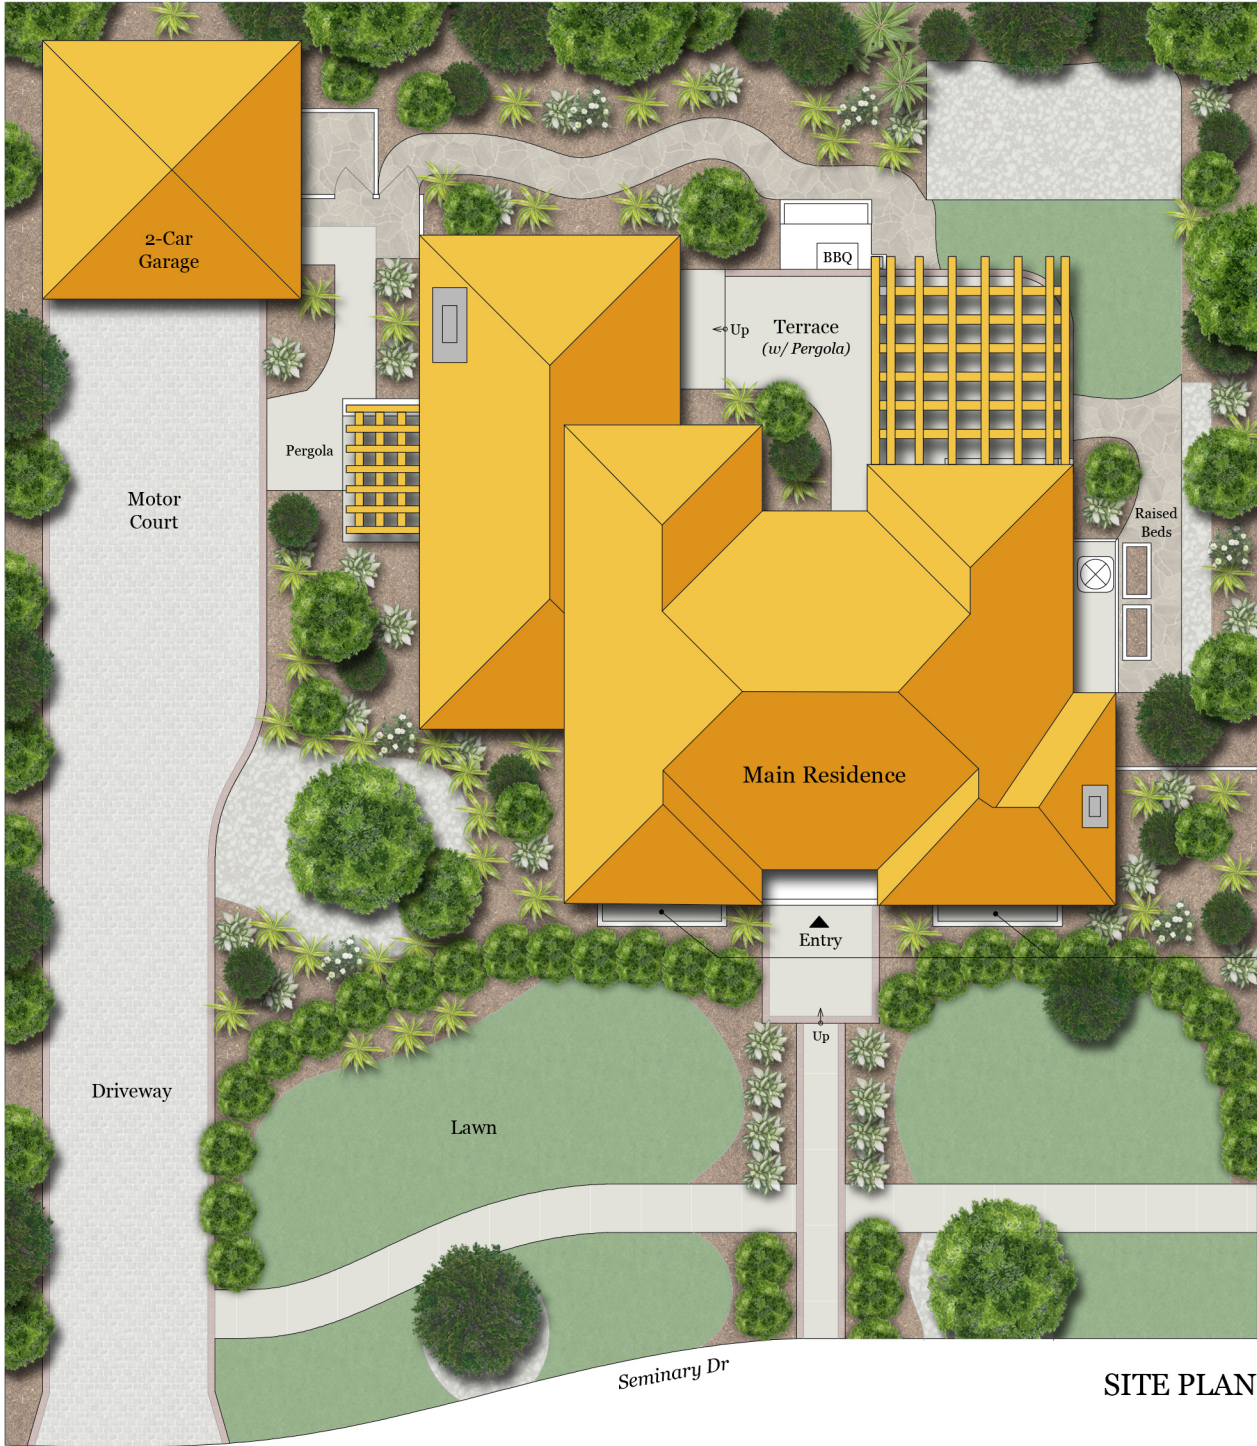 2-Car
Garage
BBQ
Up
Terrace
(w/ Pergola)
Pergola
Motor
Court
Raised
Beds
Main Residence
Entry
Up
Driveway
Lawn
Seminary Dr
SITE PLAN